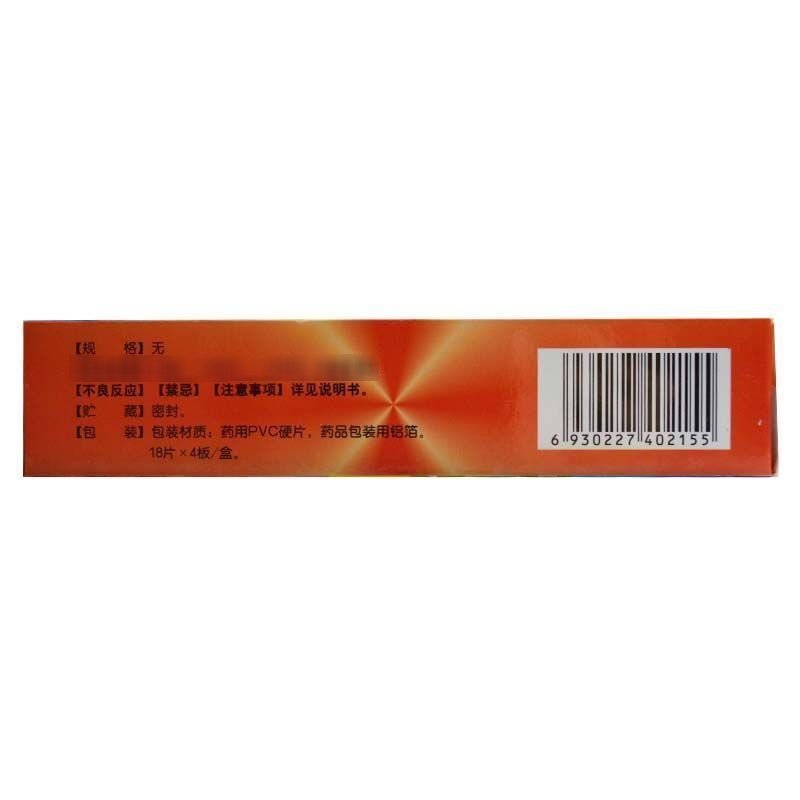 【规 格】无
【不良反应】【禁忌】【注意事项】详见说明书。
【贮 藏】密封。
【包 装】包装材质：药用PVC硬片，药品包装用铝箔。
18片×4板/盒。
6 930227 402155